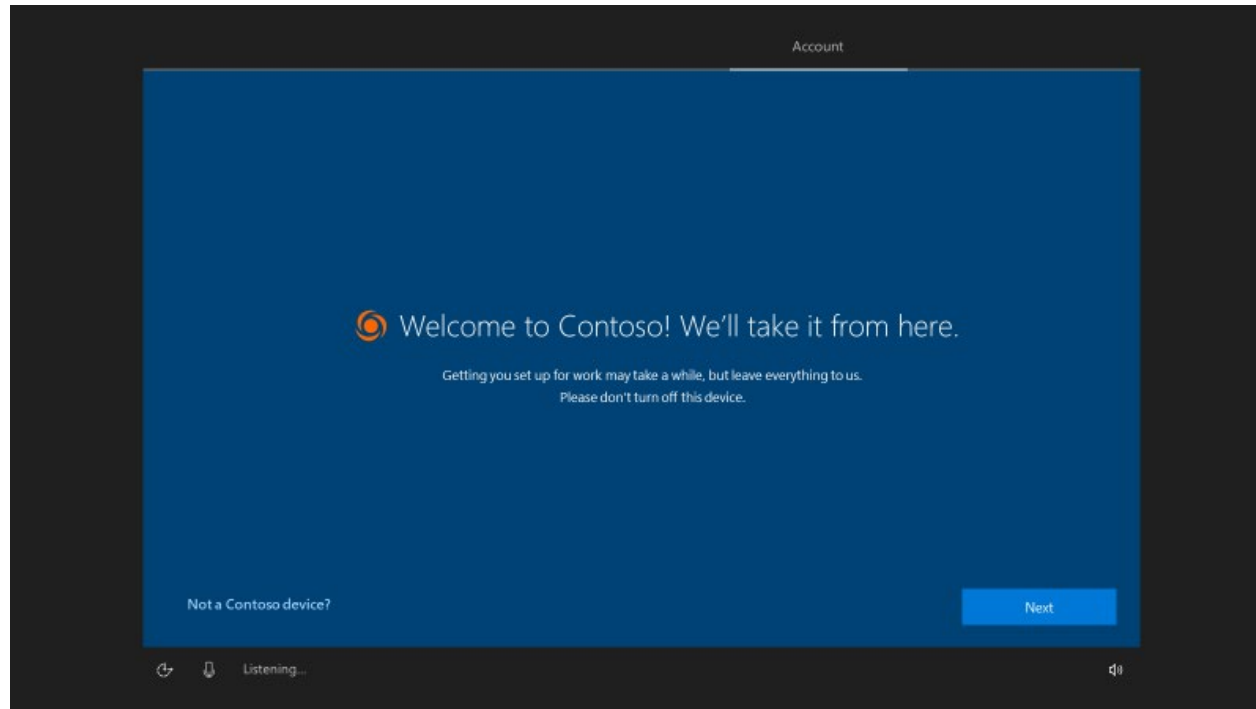 Account
Welcome to Contoso! We'll take it from here.
Getting you set up for work may take a while, but leave everything to us.
Please don't turn off this device.
Not a Contoso device?
Next
Listening...